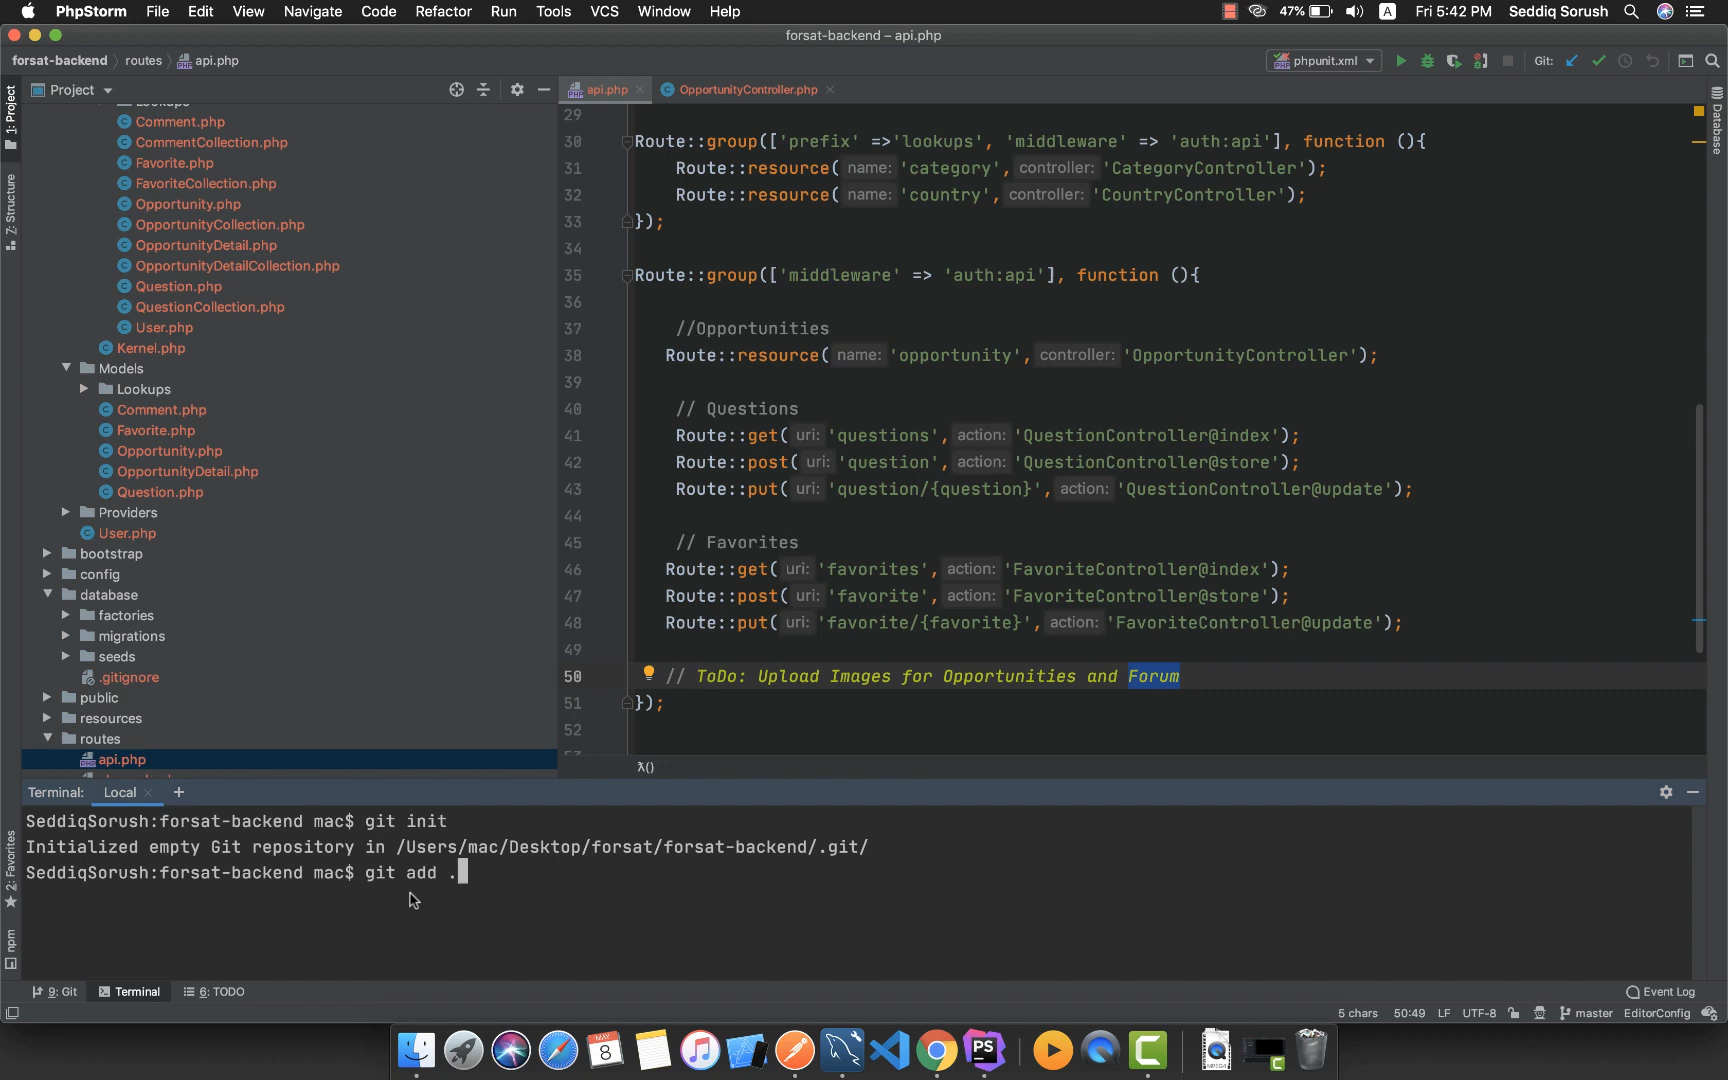 PhpStorm File Edit View Navigate Code Refactor Run Tools VCS Window Help 47% A Fri 5:42 PM Seddiq Sorush
forsat-backend – api.php
forsat-backend routes api.php phpunit.xml Git:
Project
api.php
OpportunityController.php
1: Project
Z: Structure
2: Favorites
npm
Database
Comment.php
CommentCollection.php
Favorite.php
FavoriteCollection.php
Opportunity.php
OpportunityCollection.php
OpportunityDetail.php
OpportunityDetailCollection.php
Question.php
QuestionCollection.php
User.php
Kernel.php
Models
Lookups
Comment.php
Favorite.php
Opportunity.php
OpportunityDetail.php
Question.php
Providers
User.php
bootstrap
config
database
factories
migrations
seeds
.gitignore
public
resources
routes
api.php
29
30 Route::group(['prefix' =>'lookups', 'middleware' => 'auth:api'], function (){
31 Route::resource( name: 'category', controller: 'CategoryController');
32 Route::resource( name: 'country', controller: 'CountryController');
33 });
34
35 Route::group(['middleware' => 'auth:api'], function (){
36
37 //Opportunities
38 Route::resource( name: 'opportunity', controller: 'OpportunityController');
39
40 // Questions
41 Route::get( uri: 'questions', action: 'QuestionController@index');
42 Route::post( uri: 'question', action: 'QuestionController@store');
43 Route::put( uri: 'question/{question}', action: 'QuestionController@update');
44
45 // Favorites
46 Route::get( uri: 'favorites', action: 'FavoriteController@index');
47 Route::post( uri: 'favorite', action: 'FavoriteController@store');
48 Route::put( uri: 'favorite/{favorite}', action: 'FavoriteController@update');
49
50 // ToDo: Upload Images for Opportunities and Forum
51 });
52
λ()
Terminal: Local +
SeddiqSorush:forsat-backend mac$ git init
Initialized empty Git repository in /Users/mac/Desktop/forsat/forsat-backend/.git/
SeddiqSorush:forsat-backend mac$ git add .
9: Git Terminal 6: TODO Event Log
5 chars 50:49 LF UTF-8 master EditorConfig
MAY
8
PS
C